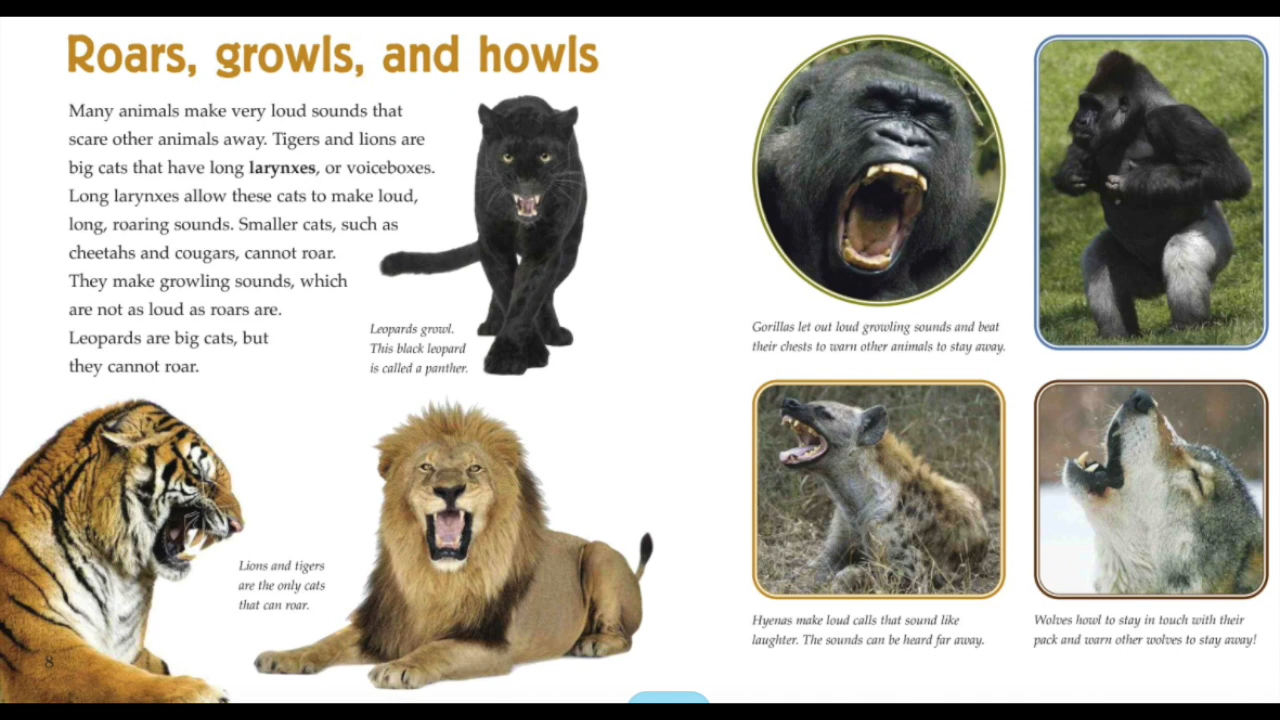 Roars, growls, and howls
Many animals make very loud sounds that
scare other animals away. Tigers and lions are
big cats that have long larynxes, or voiceboxes.
Long larynxes allow these cats to make loud,
long, roaring sounds. Smaller cats, such as
cheetahs and cougars, cannot roar.
They make growling sounds, which
are not as loud as roars are.
Leopards are big cats, but
they cannot roar.
Leopards growl.
This black leopard
is called a panther.
Lions and tigers
are the only cats
that can roar.
8
Gorillas let out loud growling sounds and beat
their chests to warn other animals to stay away.
Hyenas make loud calls that sound like
laughter. The sounds can be heard far away.
Wolves howl to stay in touch with their
pack and warn other wolves to stay away!